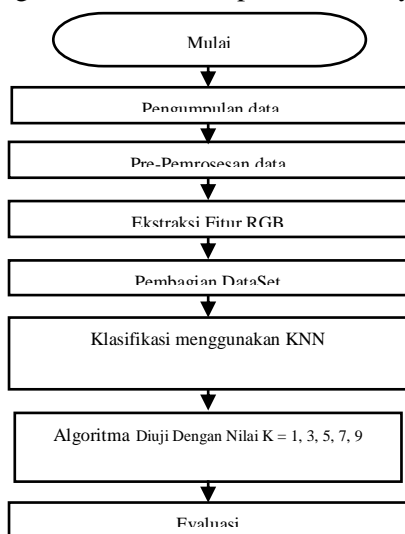 Mulai
Pengumpulan data
Pre-Pemrosesan data
Ekstraksi Fitur RGB
Pembagian DataSet
Klasifikasi menggunakan KNN
Algoritma Diuji Dengan Nilai K = 1, 3, 5, 7, 9
Evaluasi